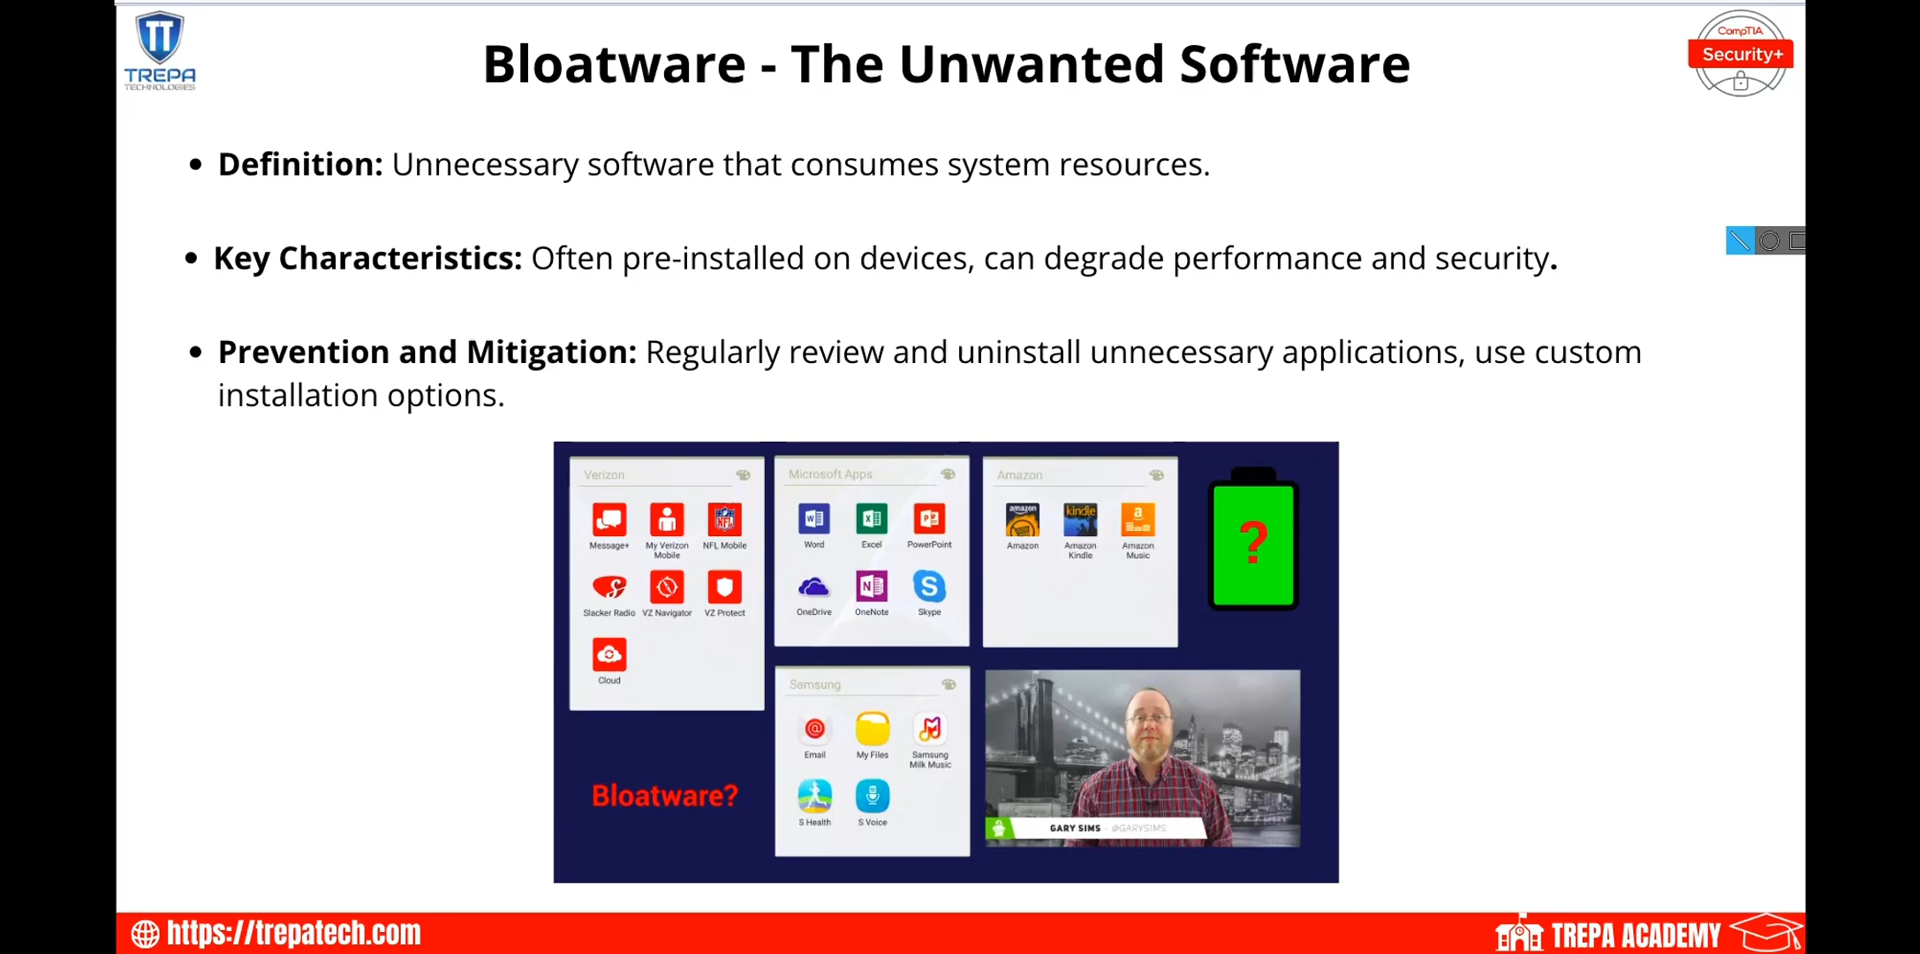 TREPA
TECHNOLOGIES
Bloatware - The Unwanted Software
CompTIA
Security+
• Definition: Unnecessary software that consumes system resources.
• Key Characteristics: Often pre-installed on devices, can degrade performance and security.
• Prevention and Mitigation: Regularly review and uninstall unnecessary applications, use custom
installation options.
Verizon
Message+
My Verizon
Mobile
NFL Mobile
Slacker Radio
VZ Navigator
VZ Protect
Cloud
Microsoft Apps
Word
Excel
PowerPoint
OneDrive
OneNote
Skype
Amazon
amazon
kindle
Amazon
Amazon
Kindle
Amazon
Music
?
Samsung
Email
My Files
Samsung
Milk Music
S Health
S Voice
Bloatware?
GARY SIMS - @GARYSIMS
https://trepatech.com
TREPA ACADEMY